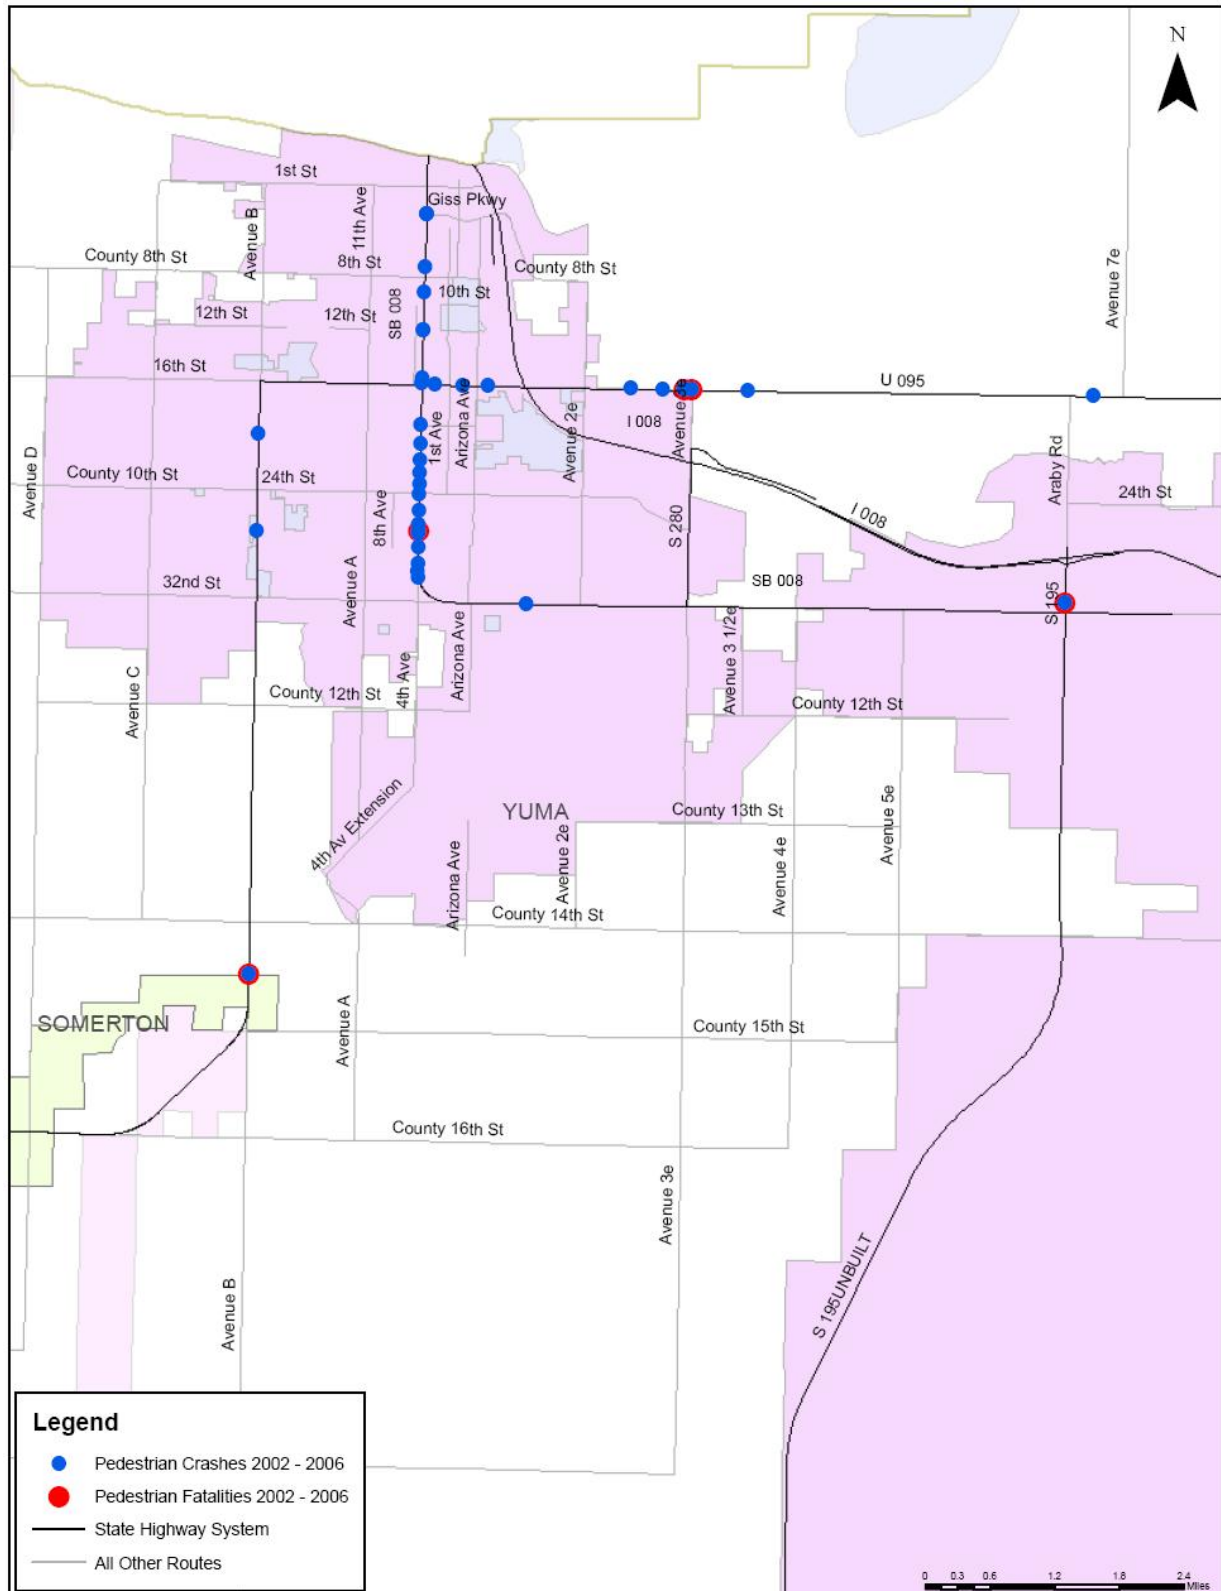 N
1st St
Giss Pkwy
11th Ave
Avenue B
County 8th St
8th St
County 8th St
Avenue 7e
10th St
SB 008
12th St
12th St
16th St
U 095
Avenue 3e
I 008
1st Ave
Arizona Ave
Avenue 2e
Avenue D
County 10th St
24th St
Araby Rd
24th St
8th Ave
S 280
I 008
Avenue A
32nd St
SB 008
S 195
Arizona Ave
Avenue 3 1/2e
4th Ave
Avenue C
County 12th St
County 12th St
YUMA
County 13th St
4th Av Extension
Avenue 5e
Avenue 2e
Avenue 4e
Arizona Ave
County 14th St
SOMERTON
Avenue A
County 15th St
County 16th St
Avenue 3e
S 195UNBUILT
Avenue B
Legend
Pedestrian Crashes 2002 - 2006
Pedestrian Fatalities 2002 - 2006
State Highway System
All Other Routes
0 0.3 0.6 1.2 1.8 2.4
Miles